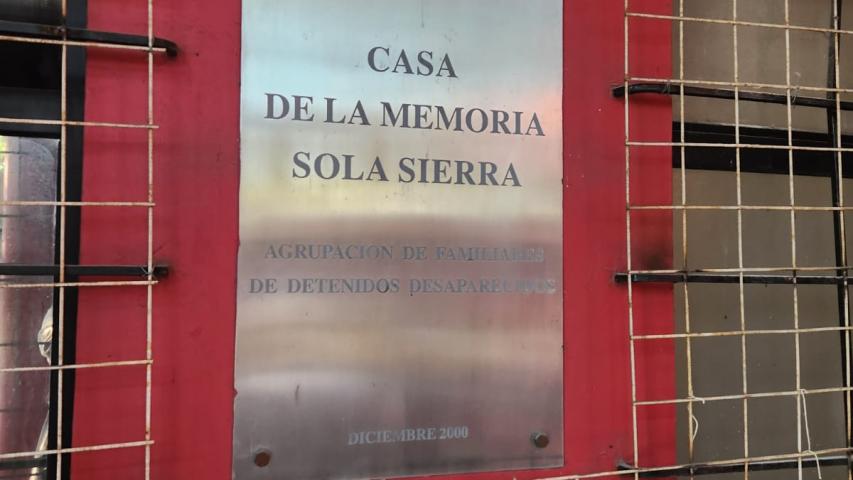 CASA
DE LA MEMORIA
SOLA SIERRA
AGRUPACION DE FAMILIARES
DE DETENIDOS DESAPARECIDOS
DICIEMBRE 2000